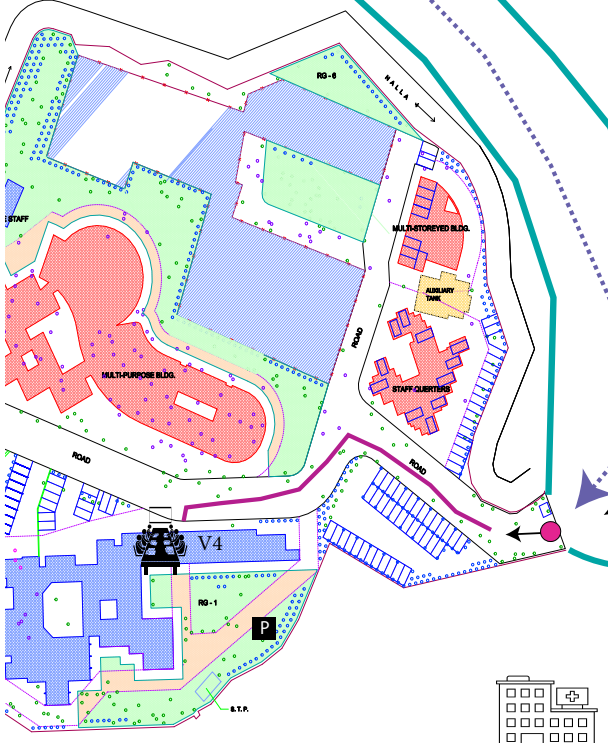 RG - 6
NALLA
E STAFF
MULTI-STOREYED BLDG.
AUXILIARY
TANK
ROAD
MULTI-PURPOSE BLDG.
STAFF QUERTERS
ROAD
ROAD
V4
RG - 1
P
S. T. P.